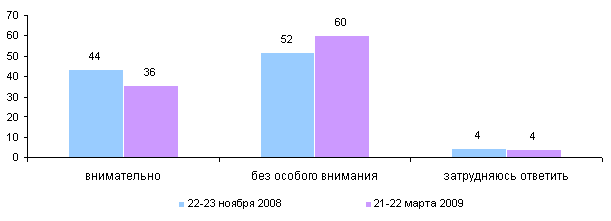 70
60
50
40
30
20
10
0
44
36
52
60
4
4
внимательно
без особого внимания
затрудняюсь ответить
22-23 ноября 2008
21-22 марта 2009